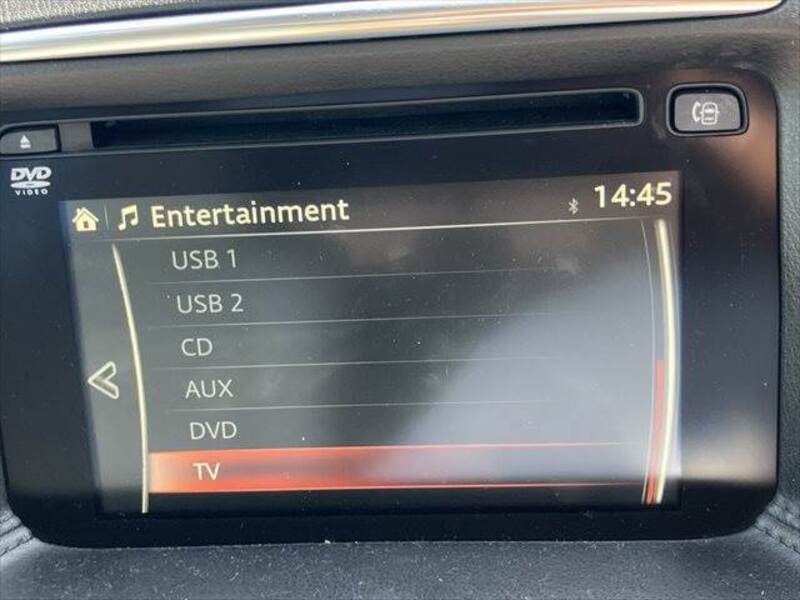 DVD
VIDEO
Entertainment
14:45
USB 1
USB 2
CD
AUX
DVD
TV